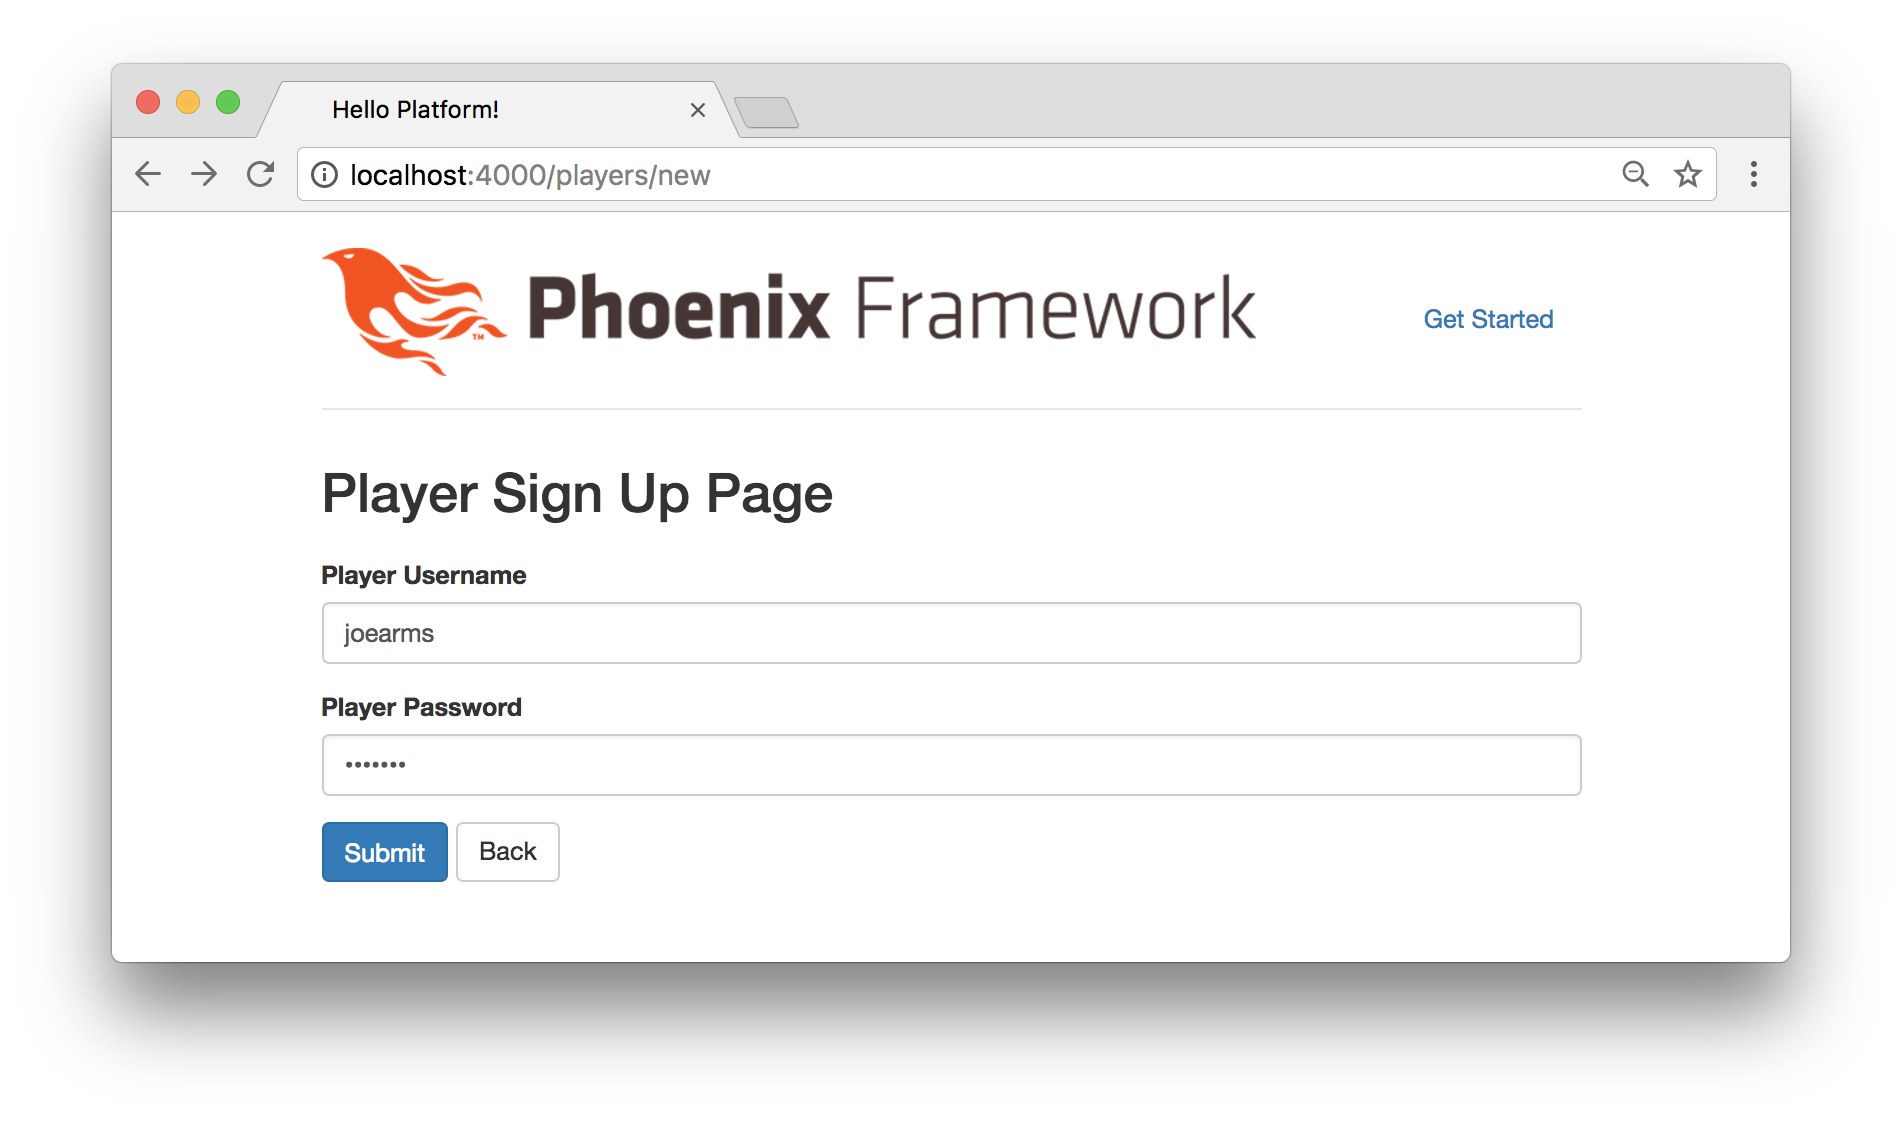 Hello Platform!
localhost:4000/players/new
Phoenix Framework
™
Get Started
Player Sign Up Page
Player Username
joearms
Player Password
•••••••
Submit Back